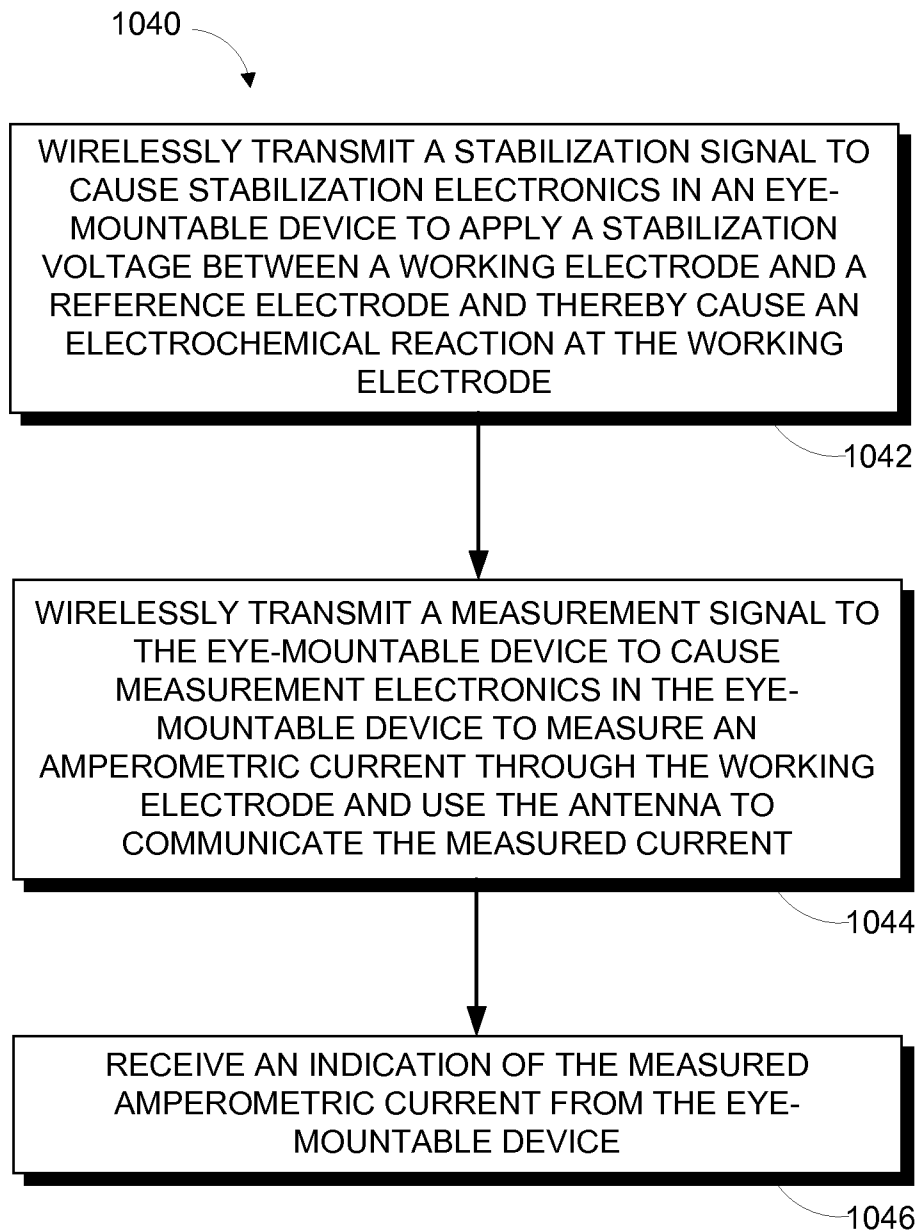 1040
WIRELESSLY TRANSMIT A STABILIZATION SIGNAL TO
CAUSE STABILIZATION ELECTRONICS IN AN EYE-
MOUNTABLE DEVICE TO APPLY A STABILIZATION
VOLTAGE BETWEEN A WORKING ELECTRODE AND A
REFERENCE ELECTRODE AND THEREBY CAUSE AN
ELECTROCHEMICAL REACTION AT THE WORKING
ELECTRODE
1042
WIRELESSLY TRANSMIT A MEASUREMENT SIGNAL TO
THE EYE-MOUNTABLE DEVICE TO CAUSE
MEASUREMENT ELECTRONICS IN THE EYE-
MOUNTABLE DEVICE TO MEASURE AN
AMPEROMETRIC CURRENT THROUGH THE WORKING
ELECTRODE AND USE THE ANTENNA TO
COMMUNICATE THE MEASURED CURRENT
1044
RECEIVE AN INDICATION OF THE MEASURED
AMPEROMETRIC CURRENT FROM THE EYE-
MOUNTABLE DEVICE
1046